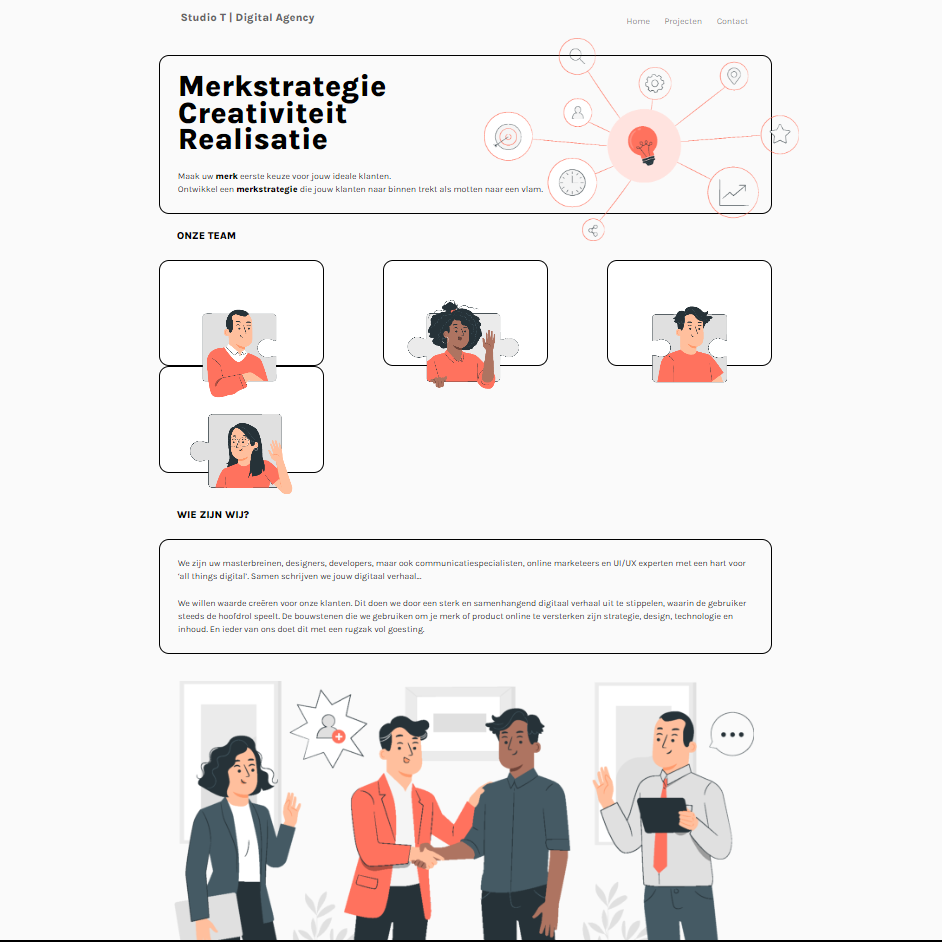 Studio T | Digital Agency
Home Projecten Contact
Merkstrategie
Creativiteit
Realisatie
Maak uw merk eerste keuze voor jouw ideale klanten.
Ontwikkel een merkstrategie die jouw klanten naar binnen trekt als motten naar een vlam.
ONZE TEAM
WIE ZIJN WIJ?
We zijn uw masterbreinen, designers, developers, maar ook communicatiespecialisten, online marketeers en UI/UX experten met een hart voor
'all things digital'. Samen schrijven we jouw digitaal verhaal...
We willen waarde creëren voor onze klanten. Dit doen we door een sterk en samenhangend digitaal verhaal uit te stippelen, waarin de gebruiker
steeds de hoofdrol speelt. De bouwstenen die we gebruiken om je merk of product online te versterken zijn strategie, design, technologie en
inhoud. En ieder van ons doet dit met een rugzak vol goesting.